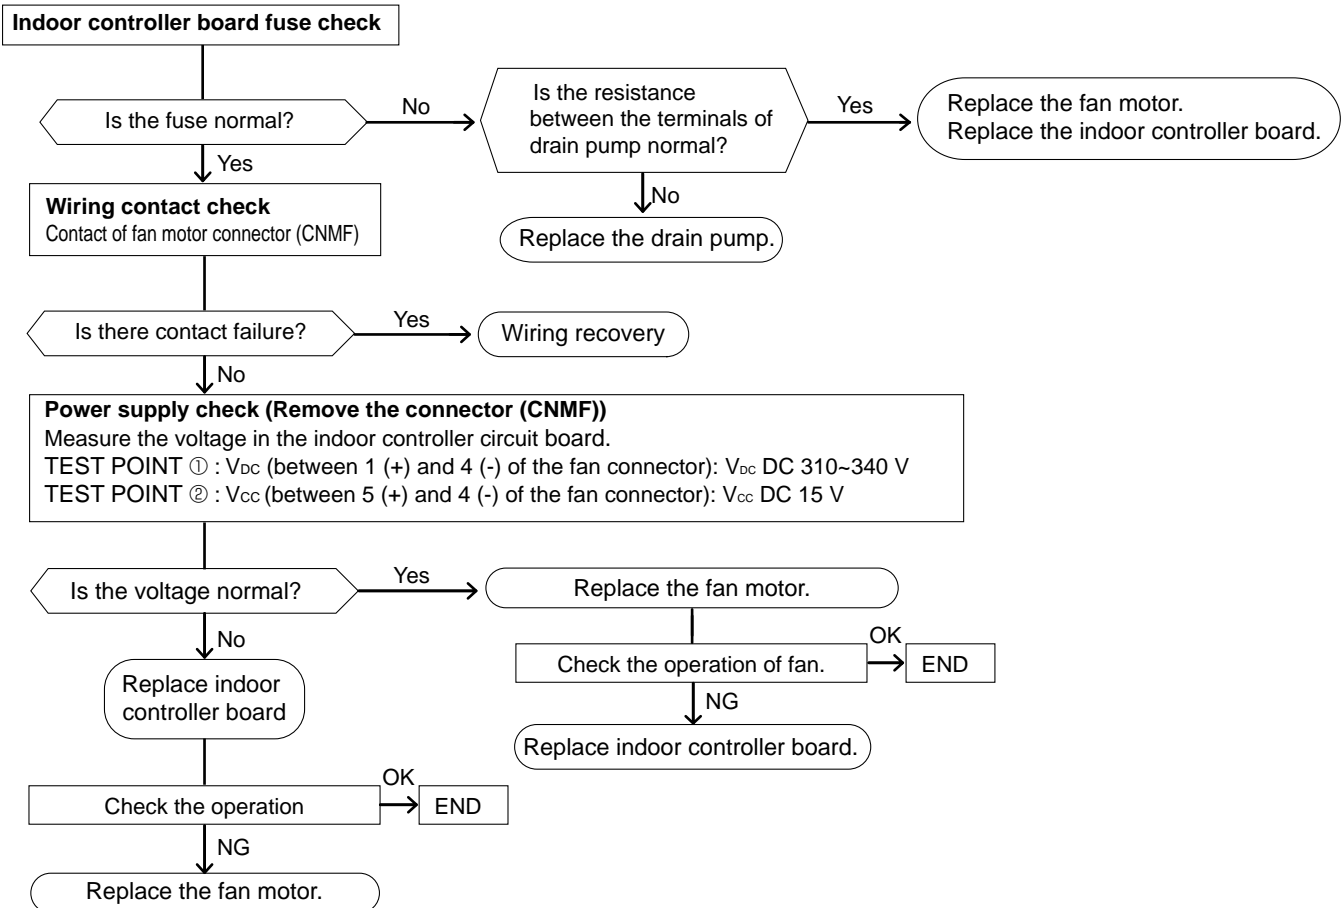 Indoor controller board fuse check
Is the fuse normal?
No
Is the resistance
between the terminals of
drain pump normal?
Yes
Replace the fan motor.
Replace the indoor controller board.
Yes
No
Wiring contact check
Contact of fan motor connector (CNMF)
Replace the drain pump.
Is there contact failure?
Yes
Wiring recovery
No
Power supply check (Remove the connector (CNMF))
Measure the voltage in the indoor controller circuit board.
TEST POINT ① : VDC (between 1 (+) and 4 (-) of the fan connector): VDC DC 310~340 V
TEST POINT ② : VCC (between 5 (+) and 4 (-) of the fan connector): VCC DC 15 V
Is the voltage normal?
Yes
Replace the fan motor.
No
Check the operation of fan.
OK
END
NG
Replace indoor controller board.
Replace indoor
controller board
Check the operation
OK
END
NG
Replace the fan motor.